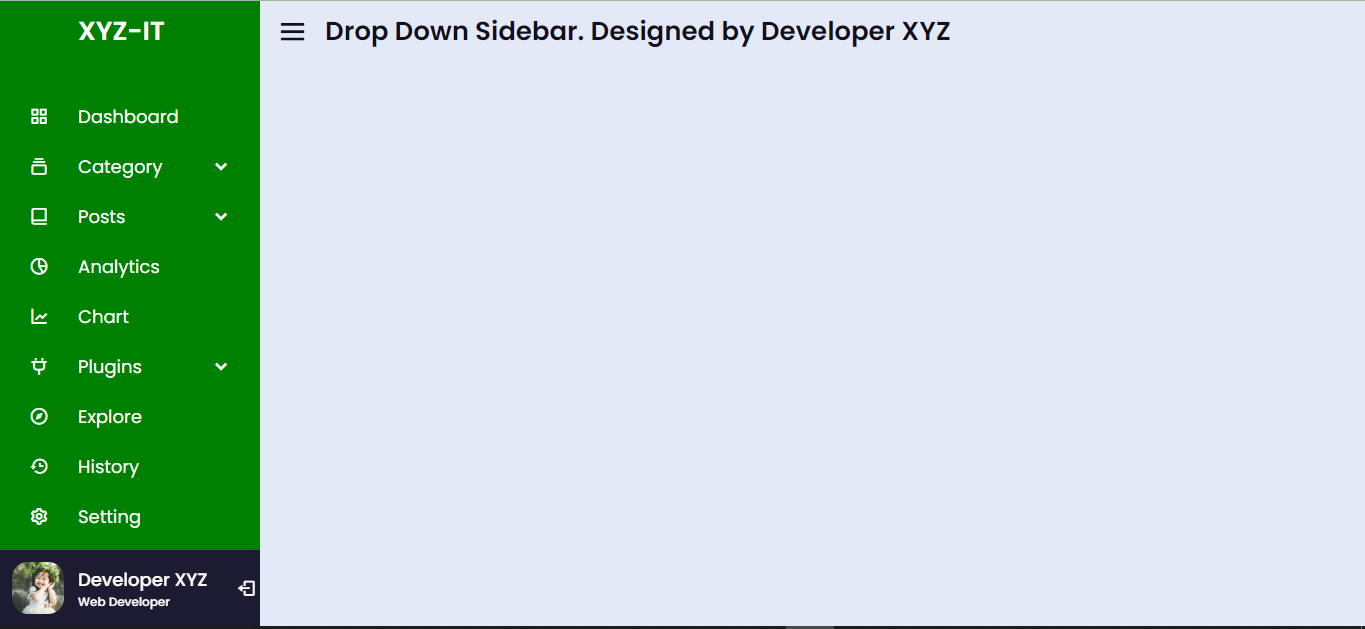 XYZ-IT
Drop Down Sidebar. Designed by Developer XYZ
Dashboard
Category
Posts
Analytics
Chart
Plugins
Explore
History
Setting
Developer XYZ
Web Developer